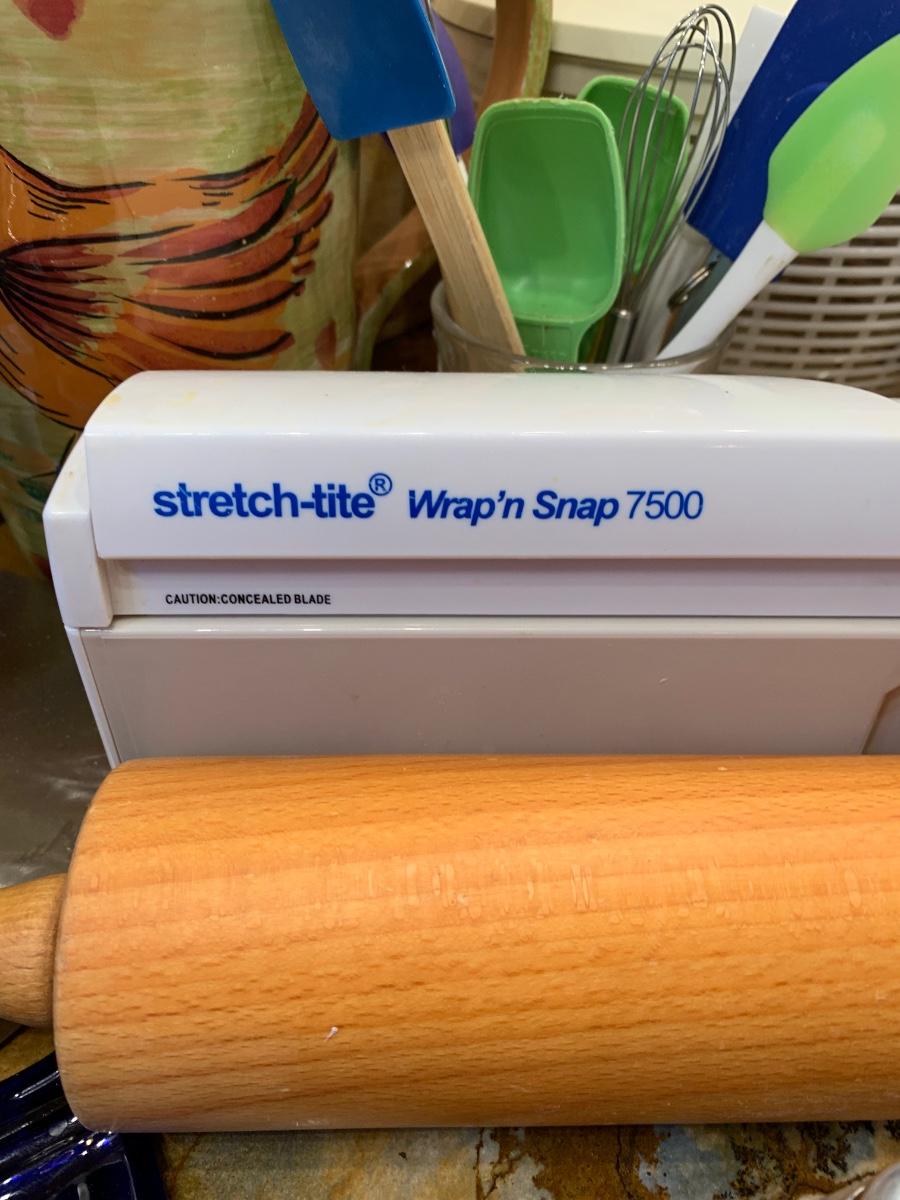 stretch-tite® Wrap'n Snap 7500
CAUTION:CONCEALED BLADE